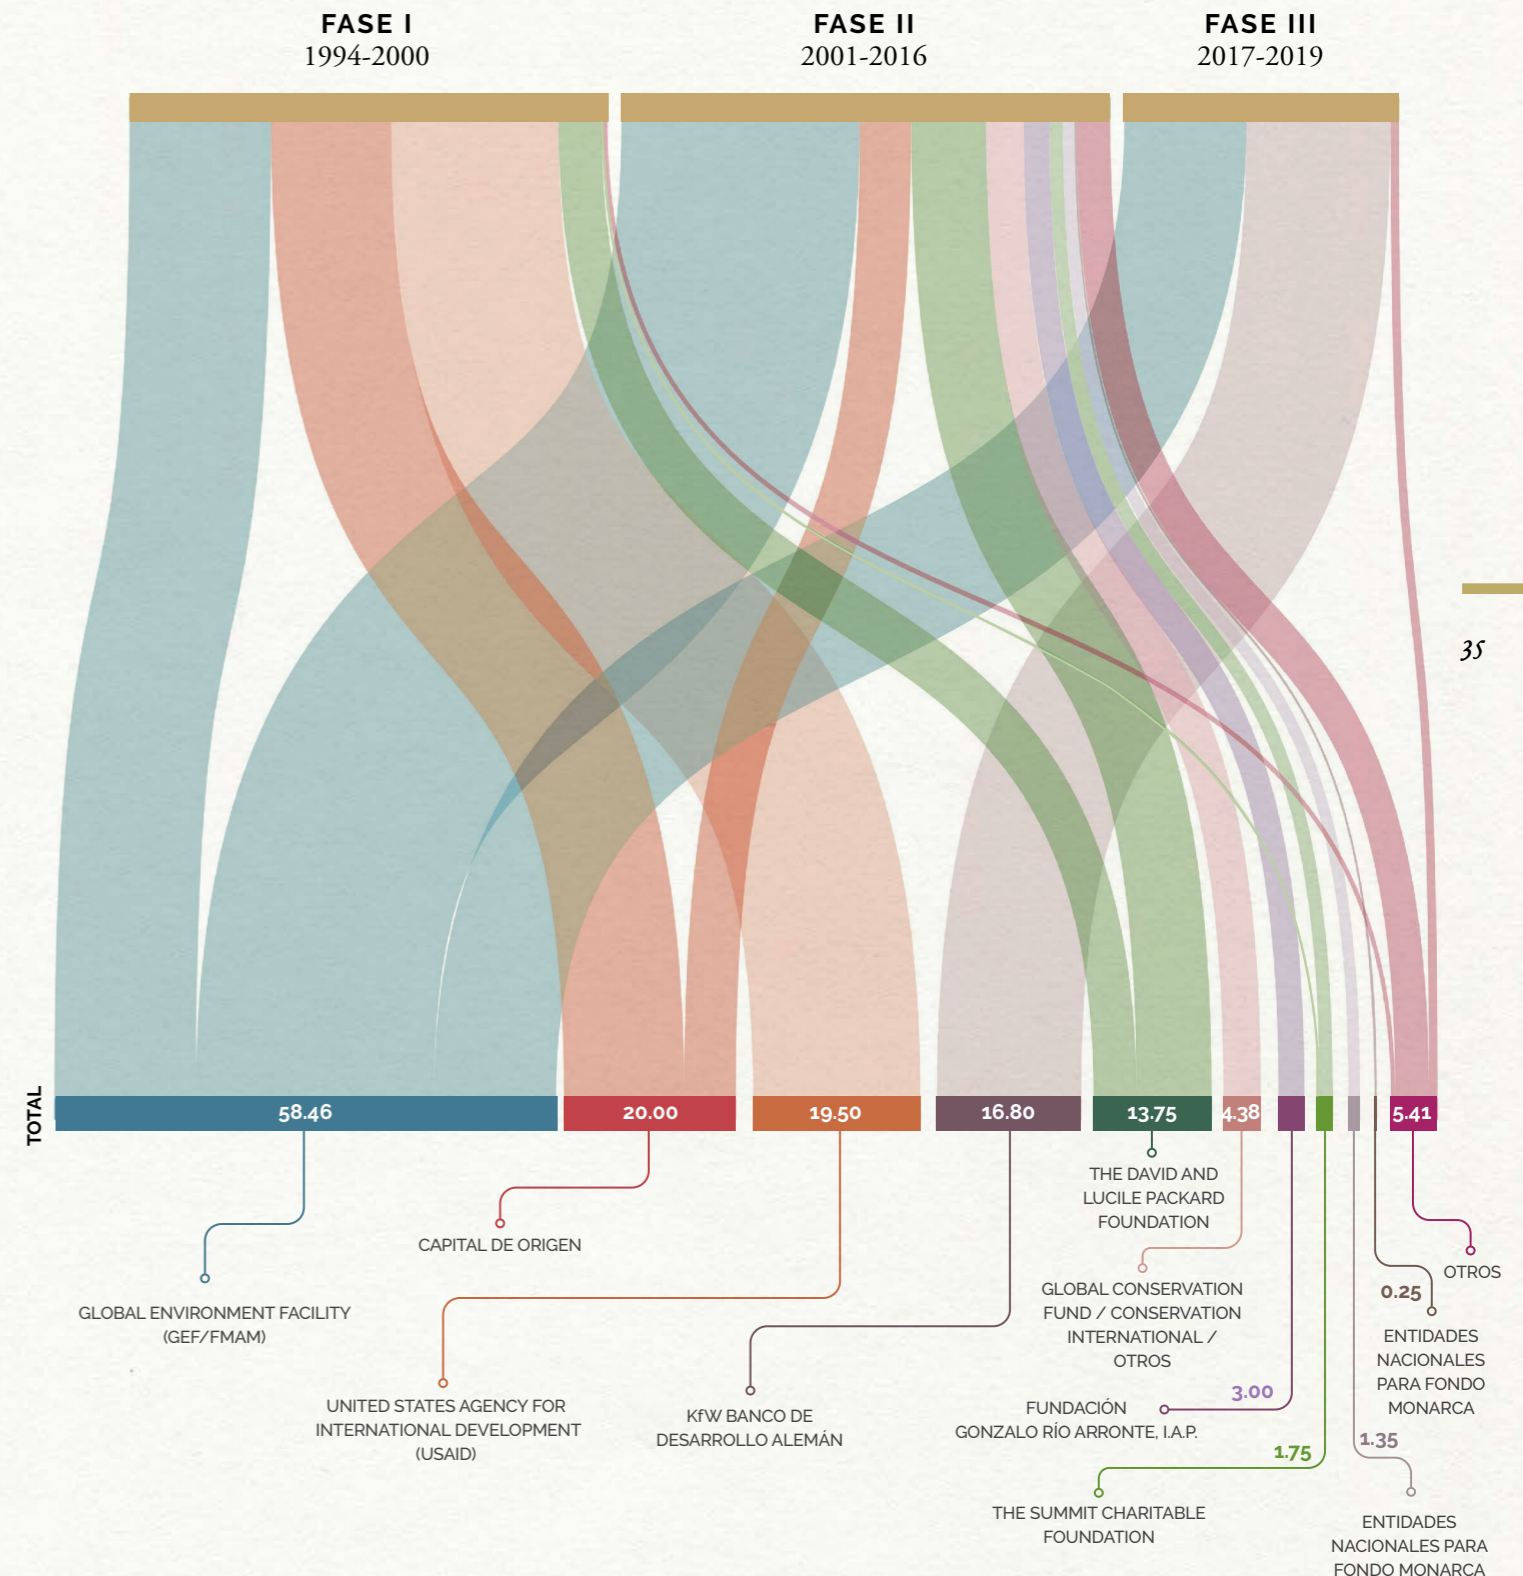 FASE I
1994-2000
FASE II
2001-2016
FASE III
2017-2019
35
TOTAL
58.46
20.00
19.50
16.80
13.75
4.38
5.41
GLOBAL ENVIRONMENT FACILITY
(GEF/FMAM)
CAPITAL DE ORIGEN
UNITED STATES AGENCY FOR
INTERNATIONAL DEVELOPMENT
(USAID)
KfW BANCO DE
DESARROLLO ALEMÁN
THE DAVID AND
LUCILE PACKARD
FOUNDATION
GLOBAL CONSERVATION
FUND / CONSERVATION
INTERNATIONAL /
OTROS
3.00
FUNDACIÓN
GONZALO RÍO ARRONTE, I.A.P.
1.75
THE SUMMIT CHARITABLE
FOUNDATION
1.35
ENTIDADES
NACIONALES PARA
FONDO MONARCA
0.25
ENTIDADES
NACIONALES
PARA FONDO
MONARCA
OTROS